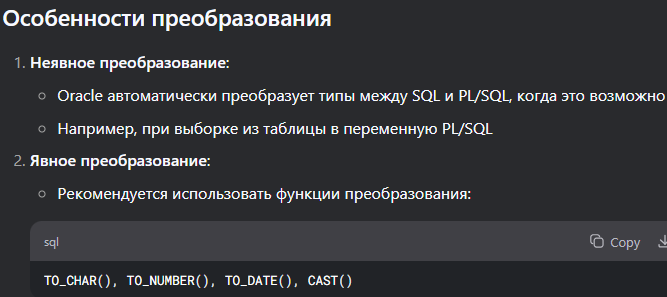 Особенности преобразования
1. Неявное преобразование:
Oracle автоматически преобразует типы между SQL и PL/SQL, когда это возможно
Например, при выборке из таблицы в переменную PL/SQL
2. Явное преобразование:
Рекомендуется использовать функции преобразования:
sql Copy
TO_CHAR(), TO_NUMBER(), TO_DATE(), CAST()